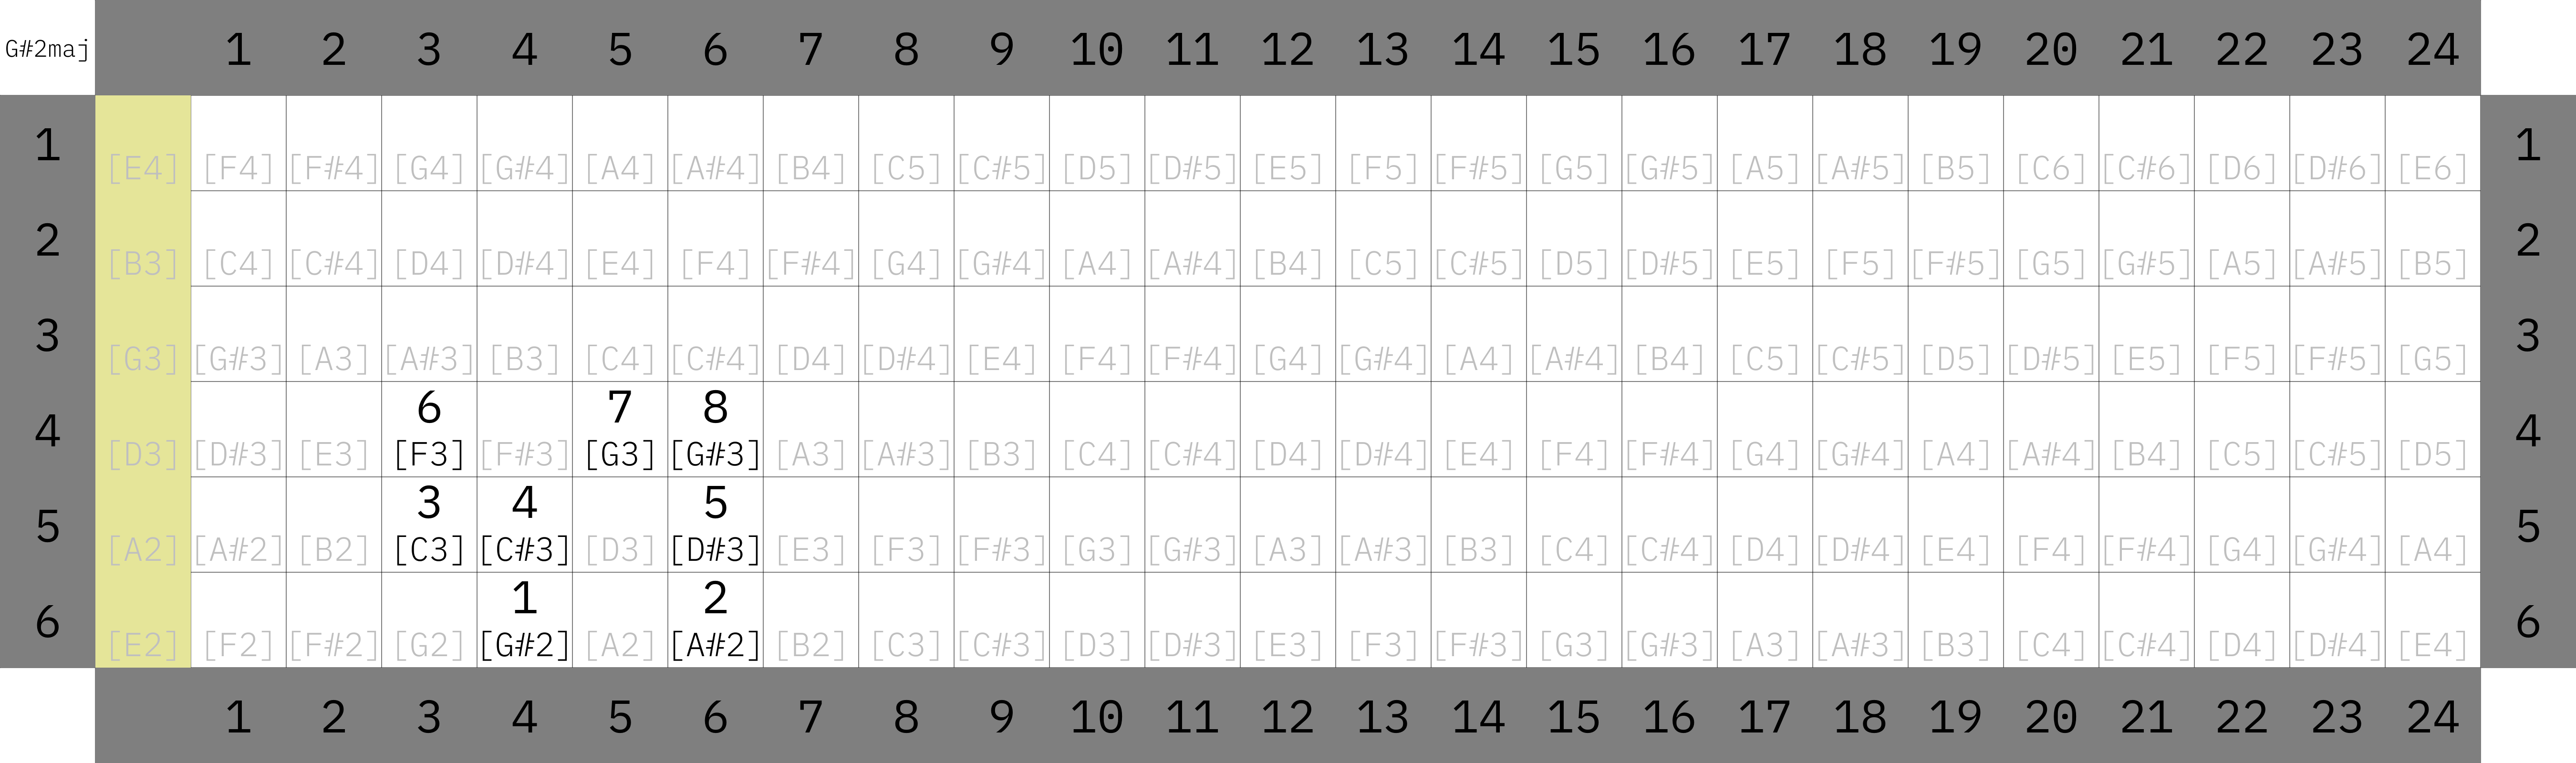 G#2maj 1 2 3 4 5 6 7 8 9 10 11 12 13 14 15 16 17 18 19 20 21 22 23 24
1 [E4] [F4] [F#4] [G4] [G#4] [A4] [A#4] [B4] [C5] [C#5] [D5] [D#5] [E5] [F5] [F#5] [G5] [G#5] [A5] [A#5] [B5] [C6] [C#6] [D6] [D#6] [E6] 1
2 [B3] [C4] [C#4] [D4] [D#4] [E4] [F4] [F#4] [G4] [G#4] [A4] [A#4] [B4] [C5] [C#5] [D5] [D#5] [E5] [F5] [F#5] [G5] [G#5] [A5] [A#5] [B5] 2
3 [G3] [G#3] [A3] [A#3] [B3] [C4] [C#4] [D4] [D#4] [E4] [F4] [F#4] [G4] [G#4] [A4] [A#4] [B4] [C5] [C#5] [D5] [D#5] [E5] [F5] [F#5] [G5] 3
6 7 8
4 [D3] [D#3] [E3] [F3] [F#3] [G3] [G#3] [A3] [A#3] [B3] [C4] [C#4] [D4] [D#4] [E4] [F4] [F#4] [G4] [G#4] [A4] [A#4] [B4] [C5] [C#5] [D5] 4
3 4 5
5 [A2] [A#2] [B2] [C3] [C#3] [D3] [D#3] [E3] [F3] [F#3] [G3] [G#3] [A3] [A#3] [B3] [C4] [C#4] [D4] [D#4] [E4] [F4] [F#4] [G4] [G#4] [A4] 5
1 2
6 [E2] [F2] [F#2] [G2] [G#2] [A2] [A#2] [B2] [C3] [C#3] [D3] [D#3] [E3] [F3] [F#3] [G3] [G#3] [A3] [A#3] [B3] [C4] [C#4] [D4] [D#4] [E4] 6
1 2 3 4 5 6 7 8 9 10 11 12 13 14 15 16 17 18 19 20 21 22 23 24